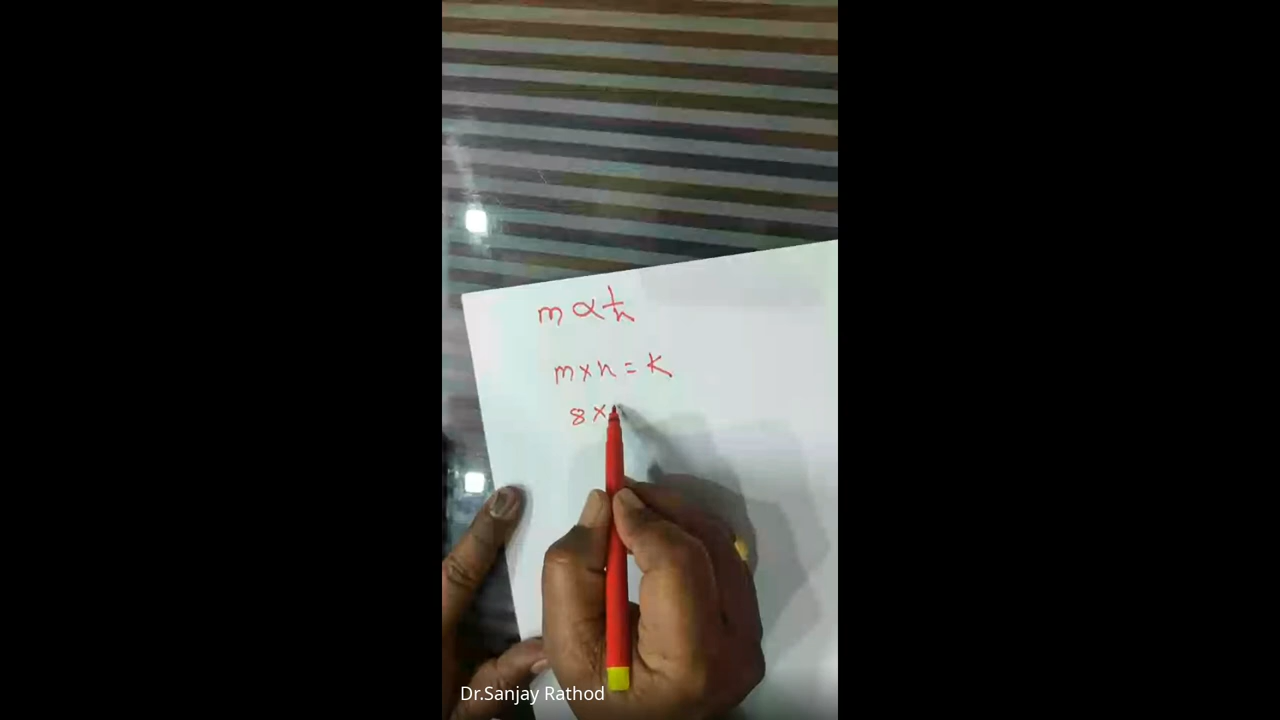 m ∝ 1/n
m × n = K
8 ×
Dr.Sanjay Rathod